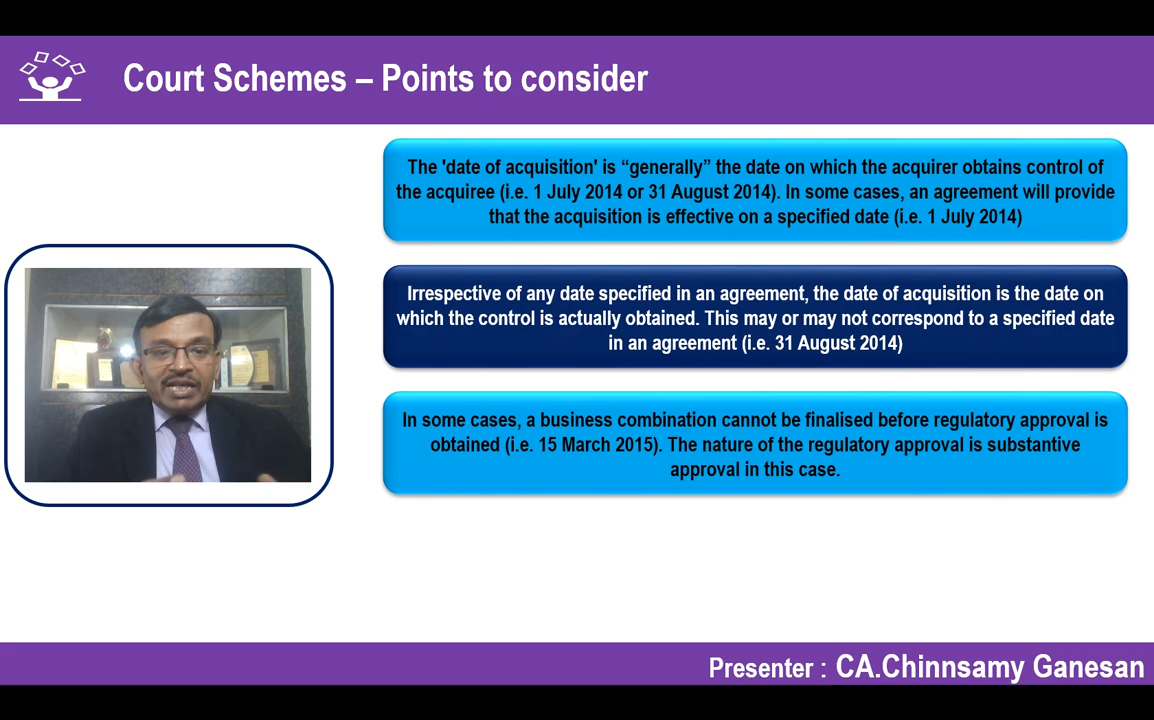 Court Schemes – Points to consider
The 'date of acquisition' is “generally” the date on which the acquirer obtains control of
the acquiree (i.e. 1 July 2014 or 31 August 2014). In some cases, an agreement will provide
that the acquisition is effective on a specified date (i.e. 1 July 2014)
Irrespective of any date specified in an agreement, the date of acquisition is the date on
which the control is actually obtained. This may or may not correspond to a specified date
in an agreement (i.e. 31 August 2014)
In some cases, a business combination cannot be finalised before regulatory approval is
obtained (i.e. 15 March 2015). The nature of the regulatory approval is substantive
approval in this case.
Presenter : CA.Chinnsamy Ganesan